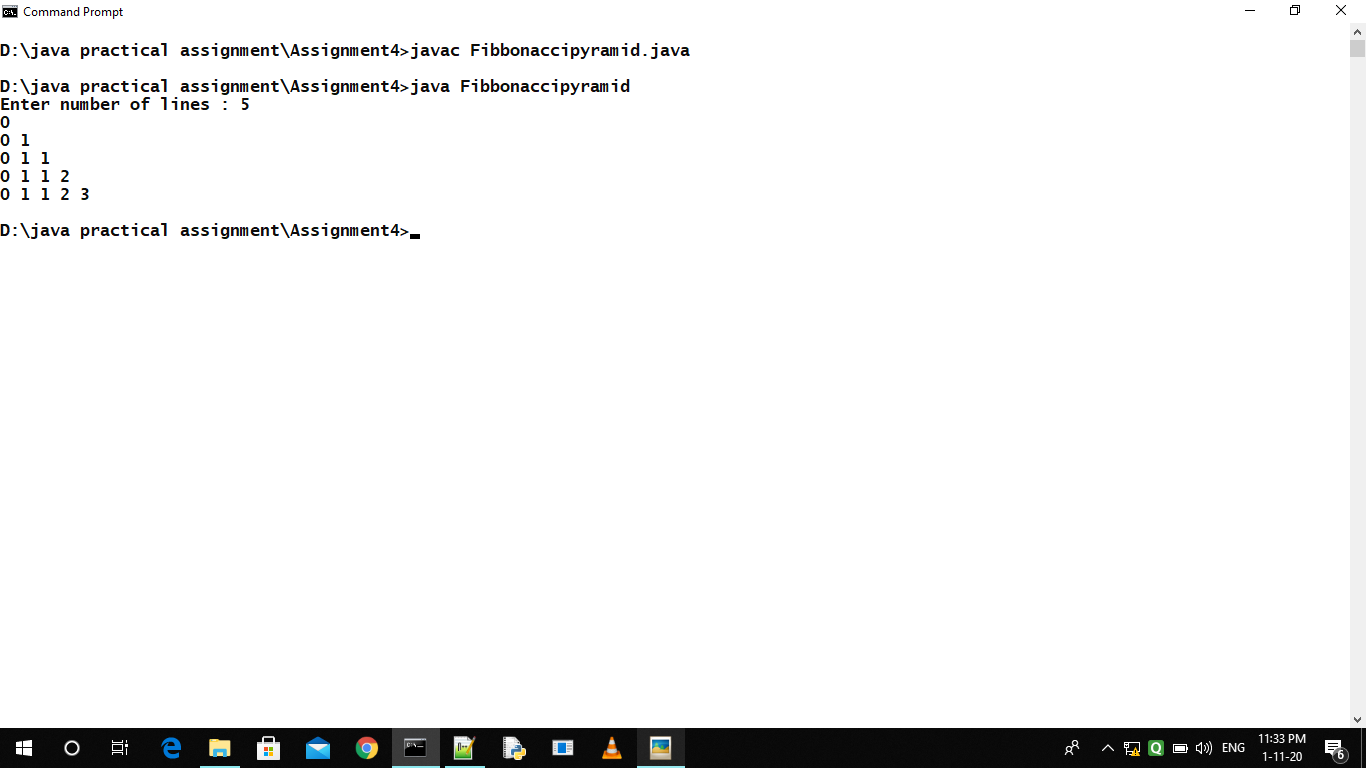 Command Prompt
D:\java practical assignment\Assignment4>javac Fibbonaccipyramid.java
D:\java practical assignment\Assignment4>java Fibbonaccipyramid
Enter number of lines : 5
0
0 1
0 1 1
0 1 1 2
0 1 1 2 3
D:\java practical assignment\Assignment4>
ENG
11:33 PM
1-11-20
6